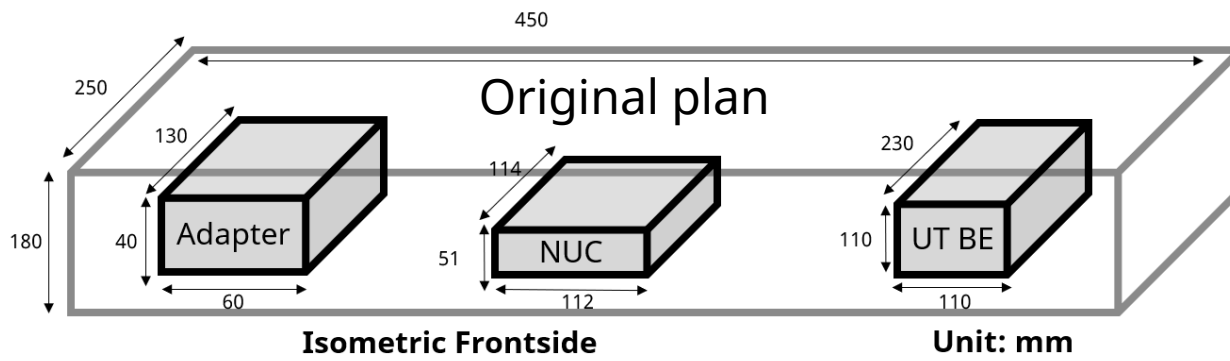 450
250
Original plan
130
114
230
180
40
Adapter
51
NUC
110
UT BE
60
112
110
Isometric Frontside
Unit: mm